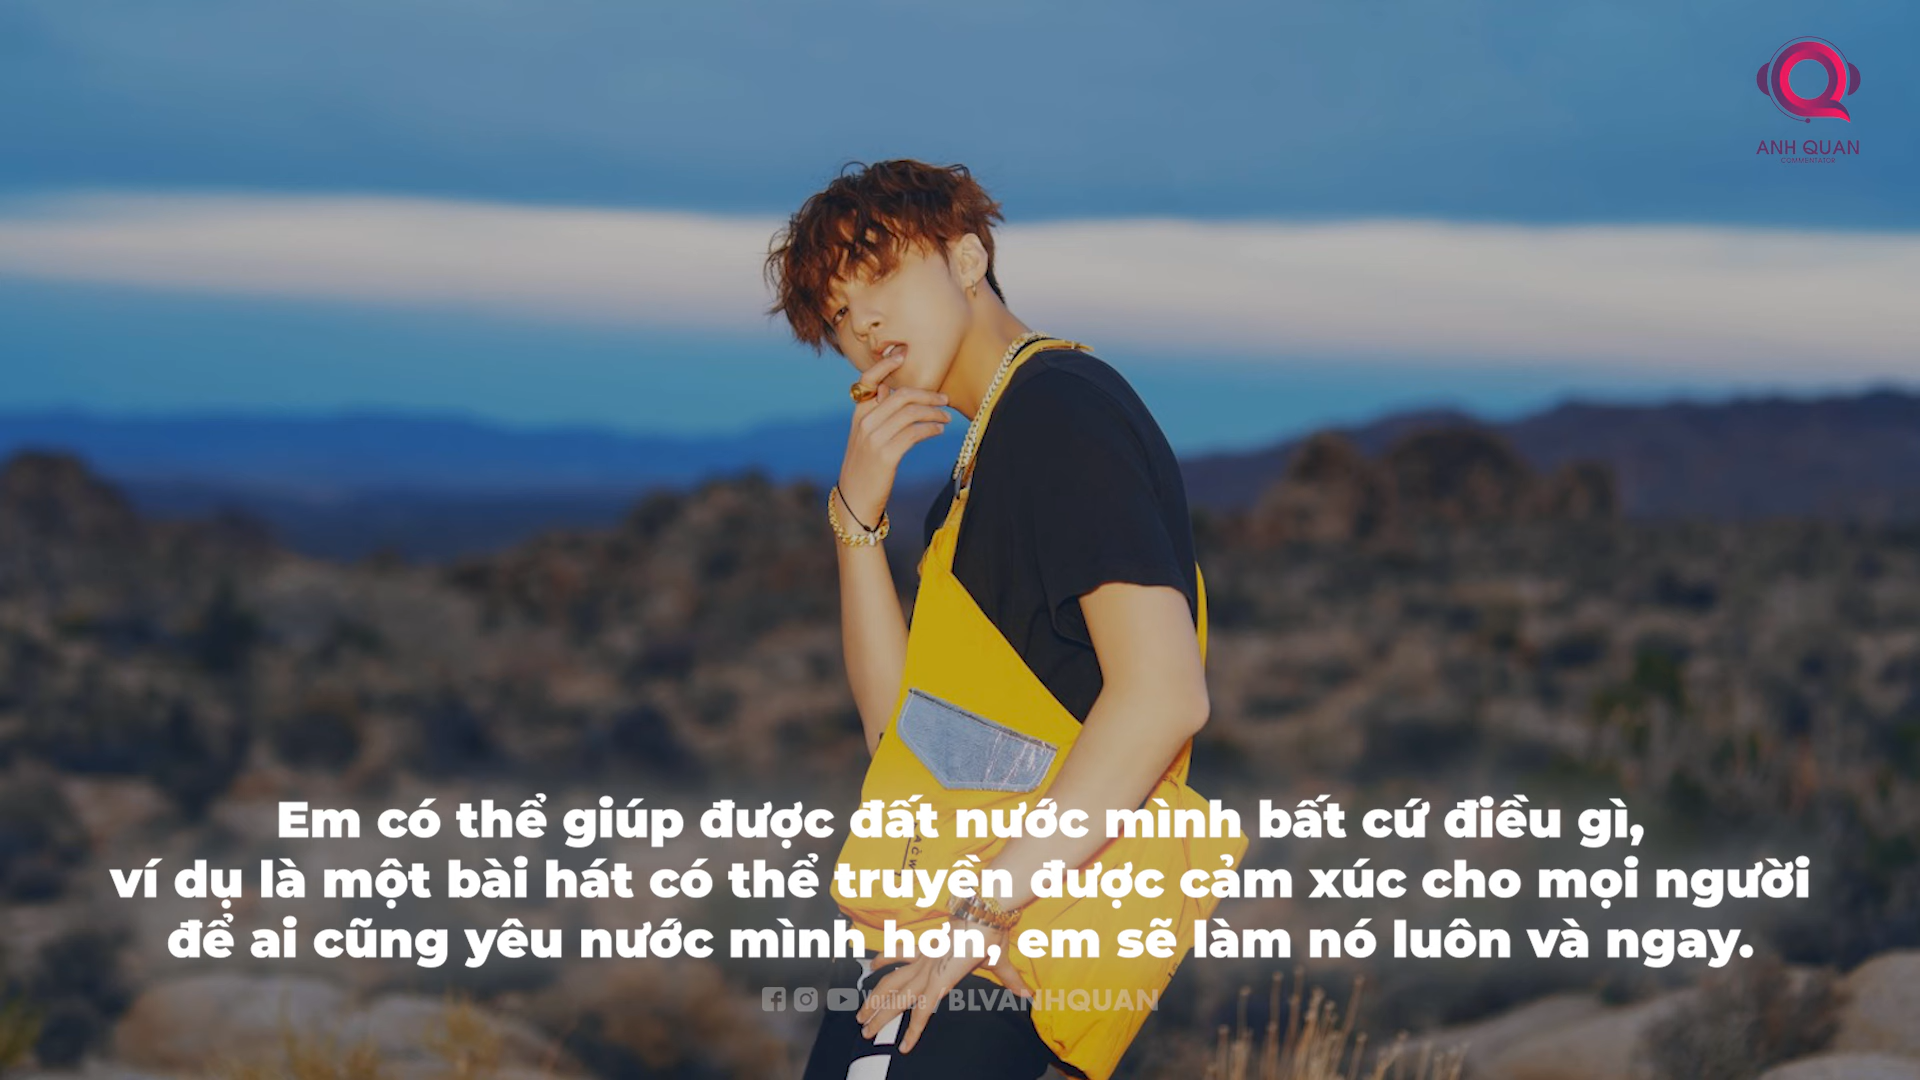 ANH QUAN
COMMENTATOR
Em có thể giúp được đất nước mình bất cứ điều gì,
ví dụ là một bài hát có thể truyền được cảm xúc cho mọi người
để ai cũng yêu nước mình hơn, em sẽ làm nó luôn và ngay.
YouTube / BLVANHQUAN